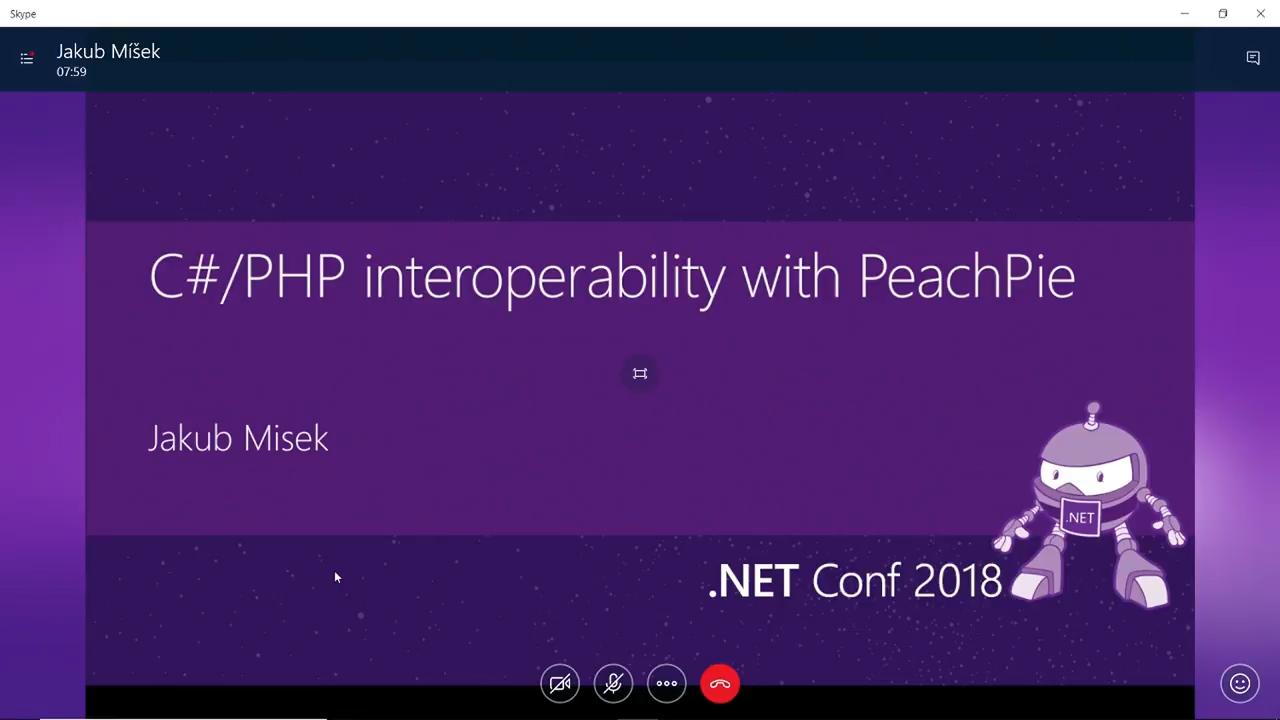 Skype
Jakub Míšek
07:59
C#/PHP interoperability with PeachPie
Jakub Misek
.NET
.NET Conf 2018